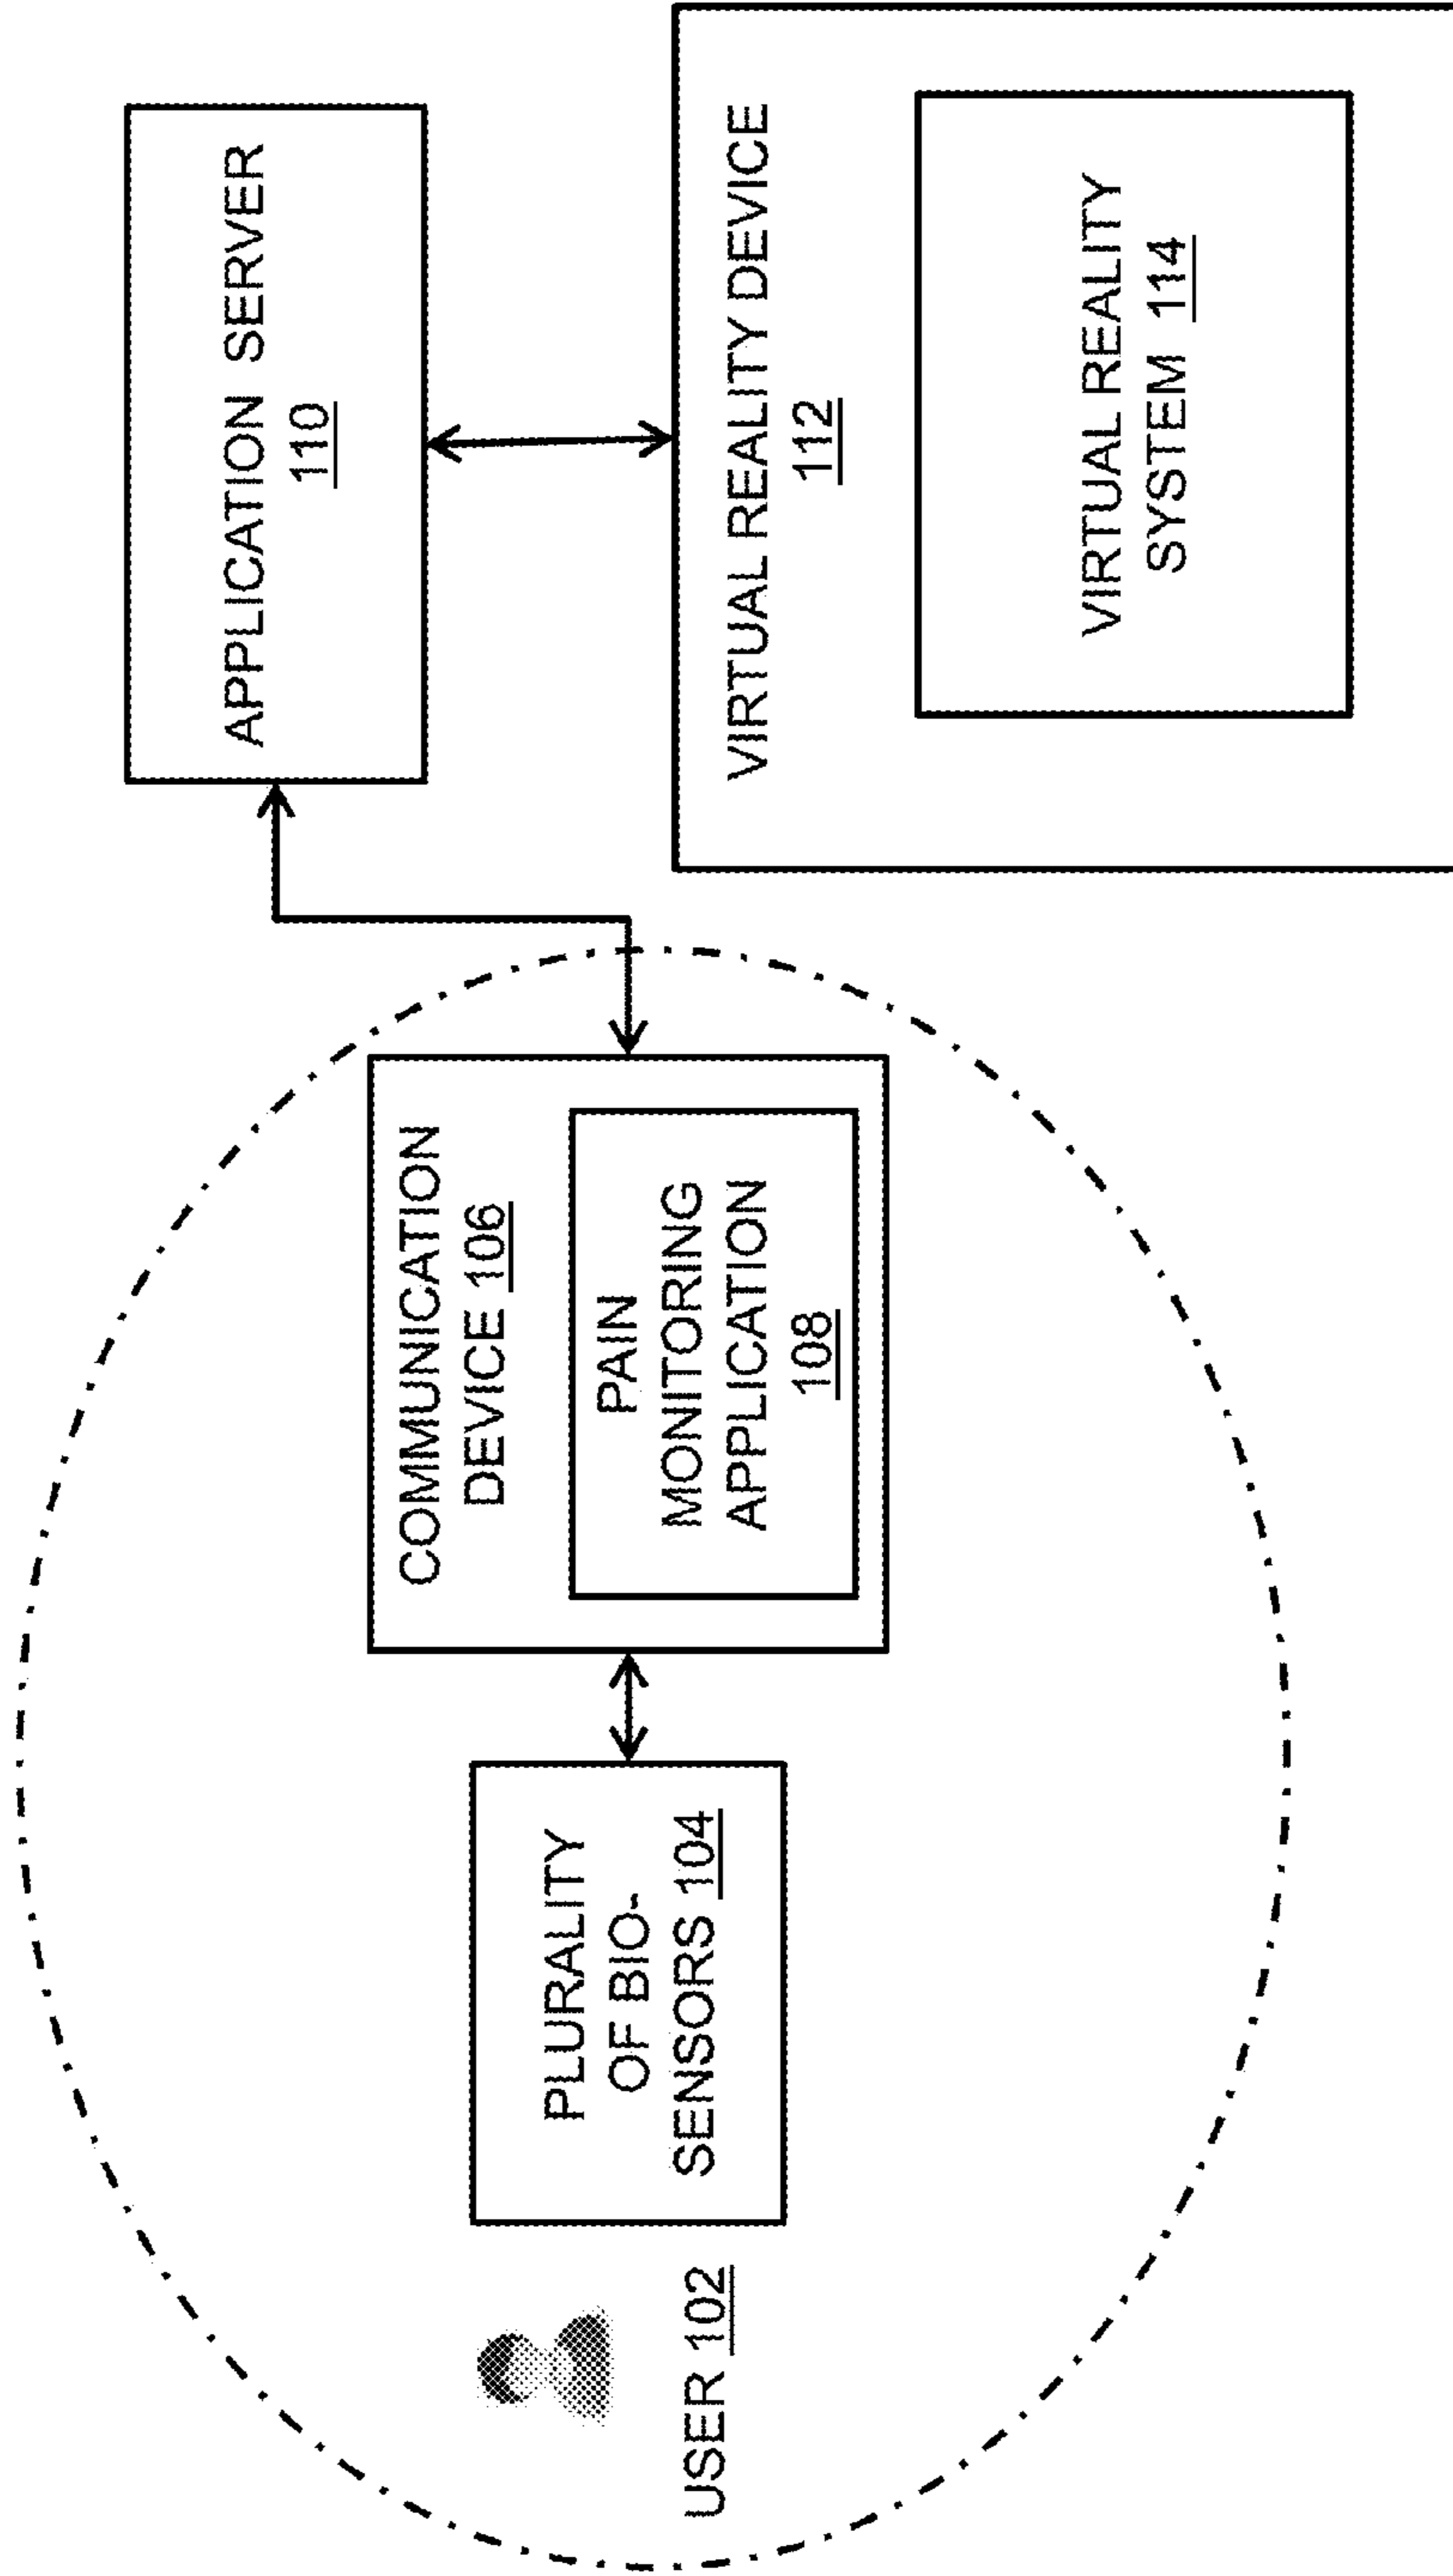 USER 102
PLURALITY
OF BIO-
SENSORS 104
COMMUNICATION
DEVICE 106
PAIN
MONITORING
APPLICATION
108
APPLICATION SERVER
110
VIRTUAL REALITY DEVICE
112
VIRTUAL REALITY
SYSTEM 114